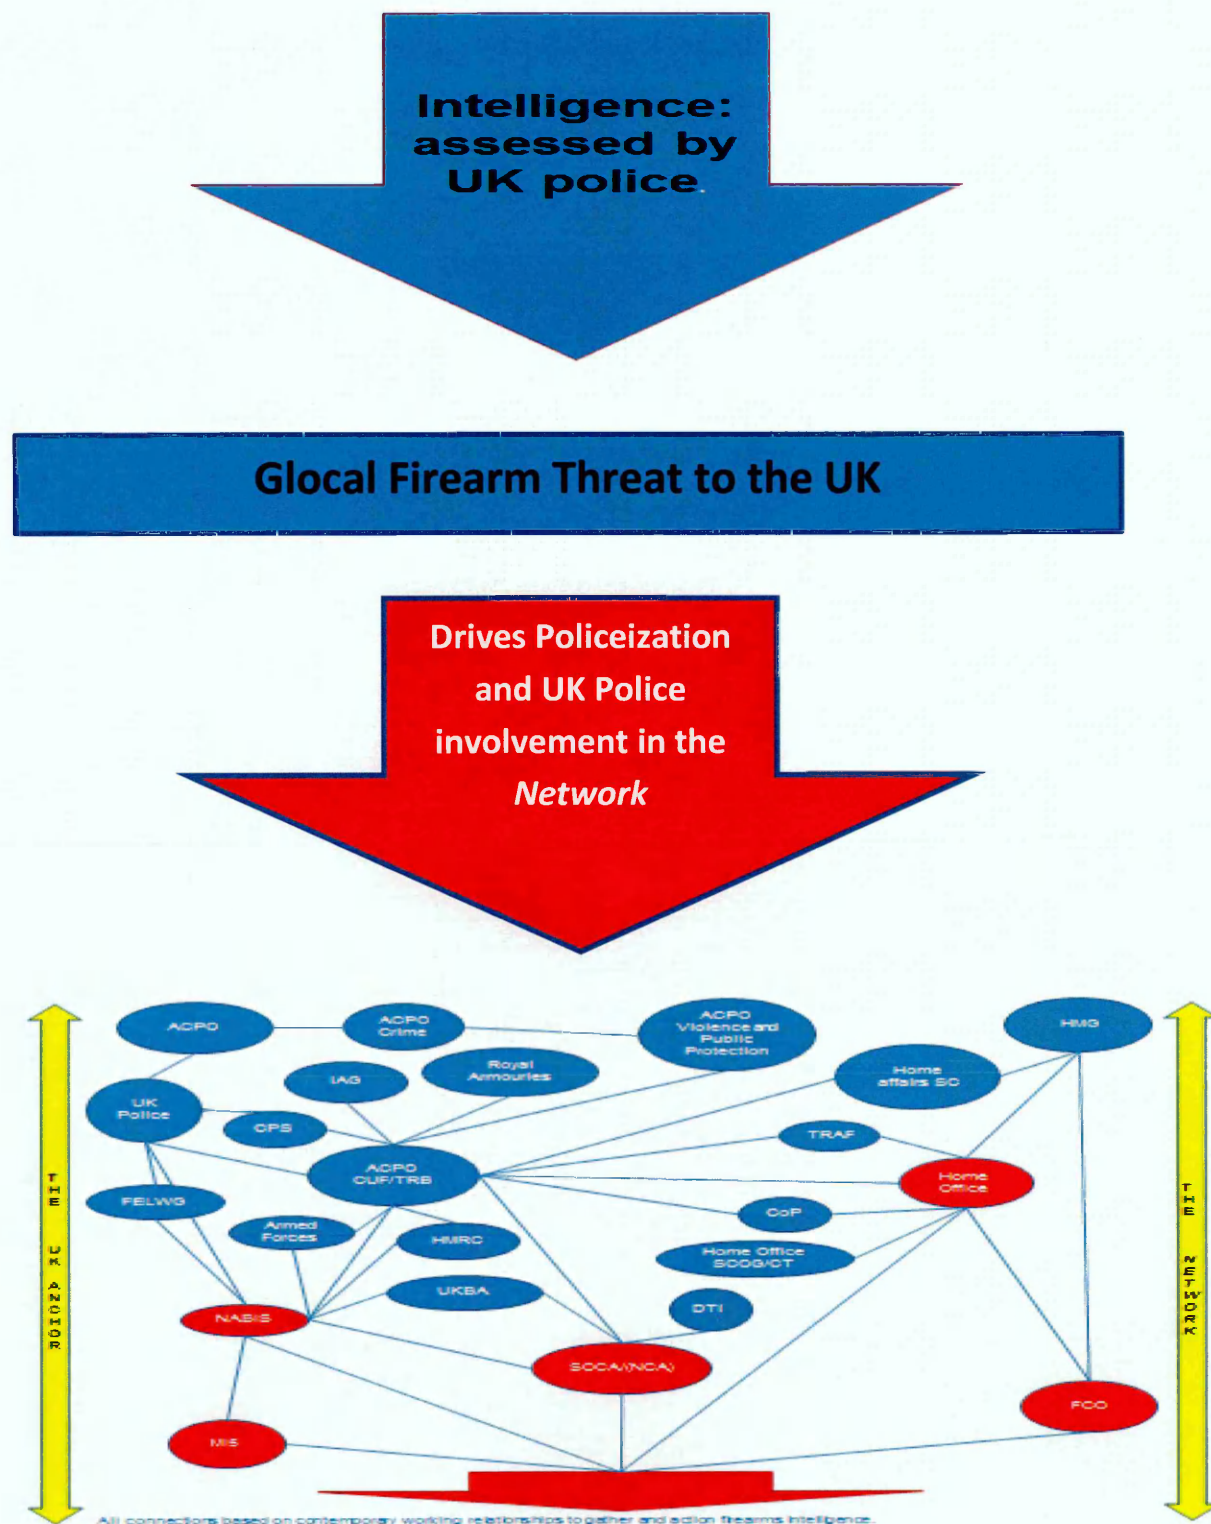 Intelligence:
assessed by
UK police.
Glocal Firearm Threat to the UK
Drives Policeization
and UK Police
involvement in the
Network
ACPO
ACPO
Crime
ACPO
Violence and
Public
Protection
HMG
Royal
Armouries
IAG
Home
affairs SC
UK
Police
CPS
TRAF
ACPO
CUF/TRB
Home
Office
FELWG
CoP
Armed
Forces
HMRC
Home Office
SCOG/CT
UKBA
DTI
NABIS
SOCA/(NCA)
FCO
THE UK ANCHOR
THE NETWORK
All connections based on contemporary working relationships to gather and action firearms intelligence.